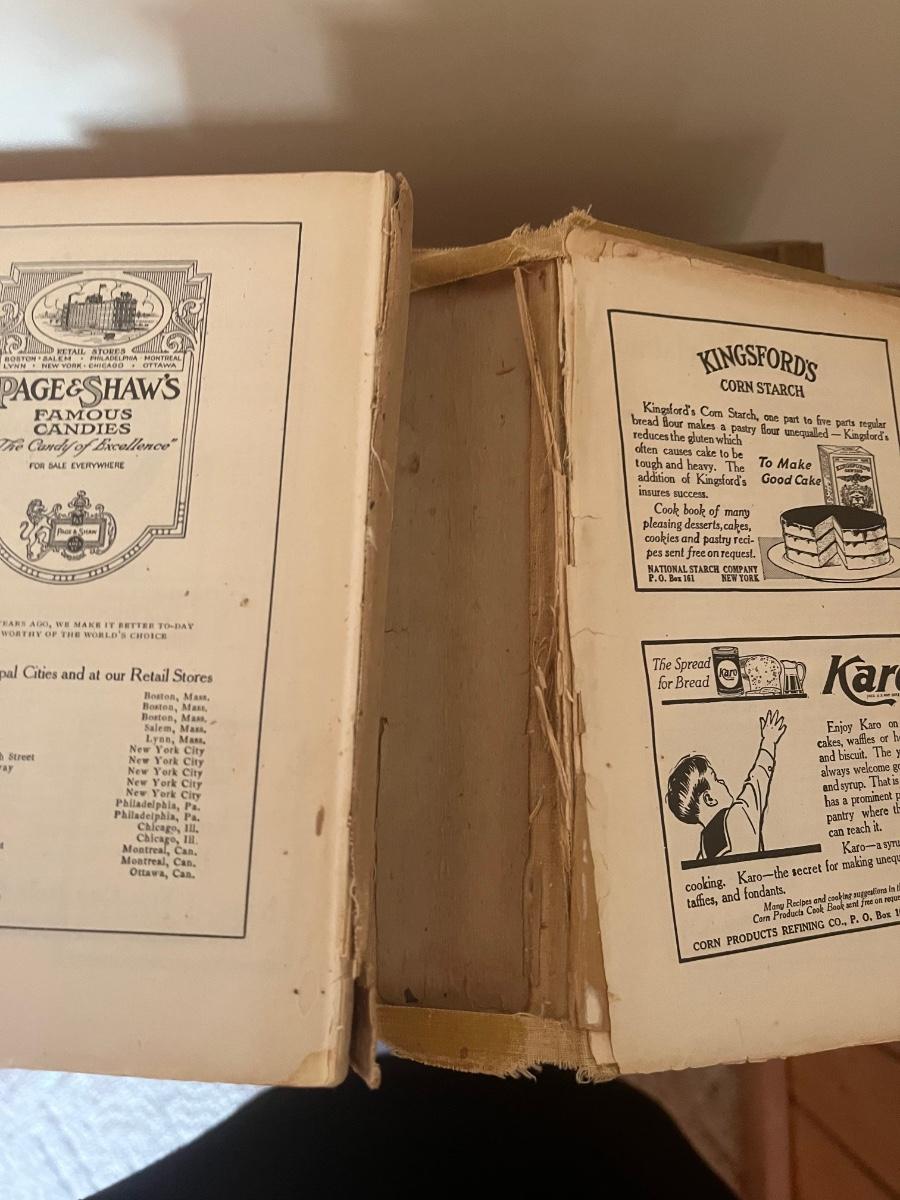 RETAIL STORES
BOSTON · SALEM · PHILADELPHIA · MONTREAL
LYNN · NEW YORK · CHICAGO · OTTAWA
PAGE & SHAW'S
FAMOUS
CANDIES
"The Candy of Excellence"
FOR SALE EVERYWHERE
PAGE & SHAW
YEARS AGO, WE MAKE IT BETTER TO-DAY
WORTHY OF THE WORLD'S CHOICE
pal Cities and at our Retail Stores
Boston, Mass.
Boston, Mass.
Boston, Mass.
Salem, Mass.
Lynn, Mass.
h Street New York City
way New York City
New York City
New York City
New York City
Philadelphia, Pa.
Philadelphia, Pa.
Chicago, Ill.
Chicago, Ill.
Montreal, Can.
Montreal, Can.
Ottawa, Can.
KINGSFORD'S
CORN STARCH
Kingsford's Corn Starch, one part to five parts regular
bread flour makes a pastry flour unequalled — Kingsford's
reduces the gluten which
often causes cake to be
tough and heavy. The
addition of Kingsford's
insures success.
Cook book of many
pleasing desserts, cakes,
cookies and pastry reci-
pes sent free on request.
NATIONAL STARCH COMPANY
P. O. Box 161 NEW YORK
To Make
Good Cake
KINGSFORD'S
The Spread
for Bread
Karo
Karo
Enjoy Karo on
cakes, waffles or h
and biscuit. The y
always welcome g
and syrup. That is
has a prominent p
pantry where th
can reach it.
Karo—a syru
cooking. Karo—the secret for making unequ
taffies, and fondants.
Many Recipes and cooking suggestions in th
Corn Products Cook Book sent free on reque
CORN PRODUCTS REFINING CO., P. O. Box 1